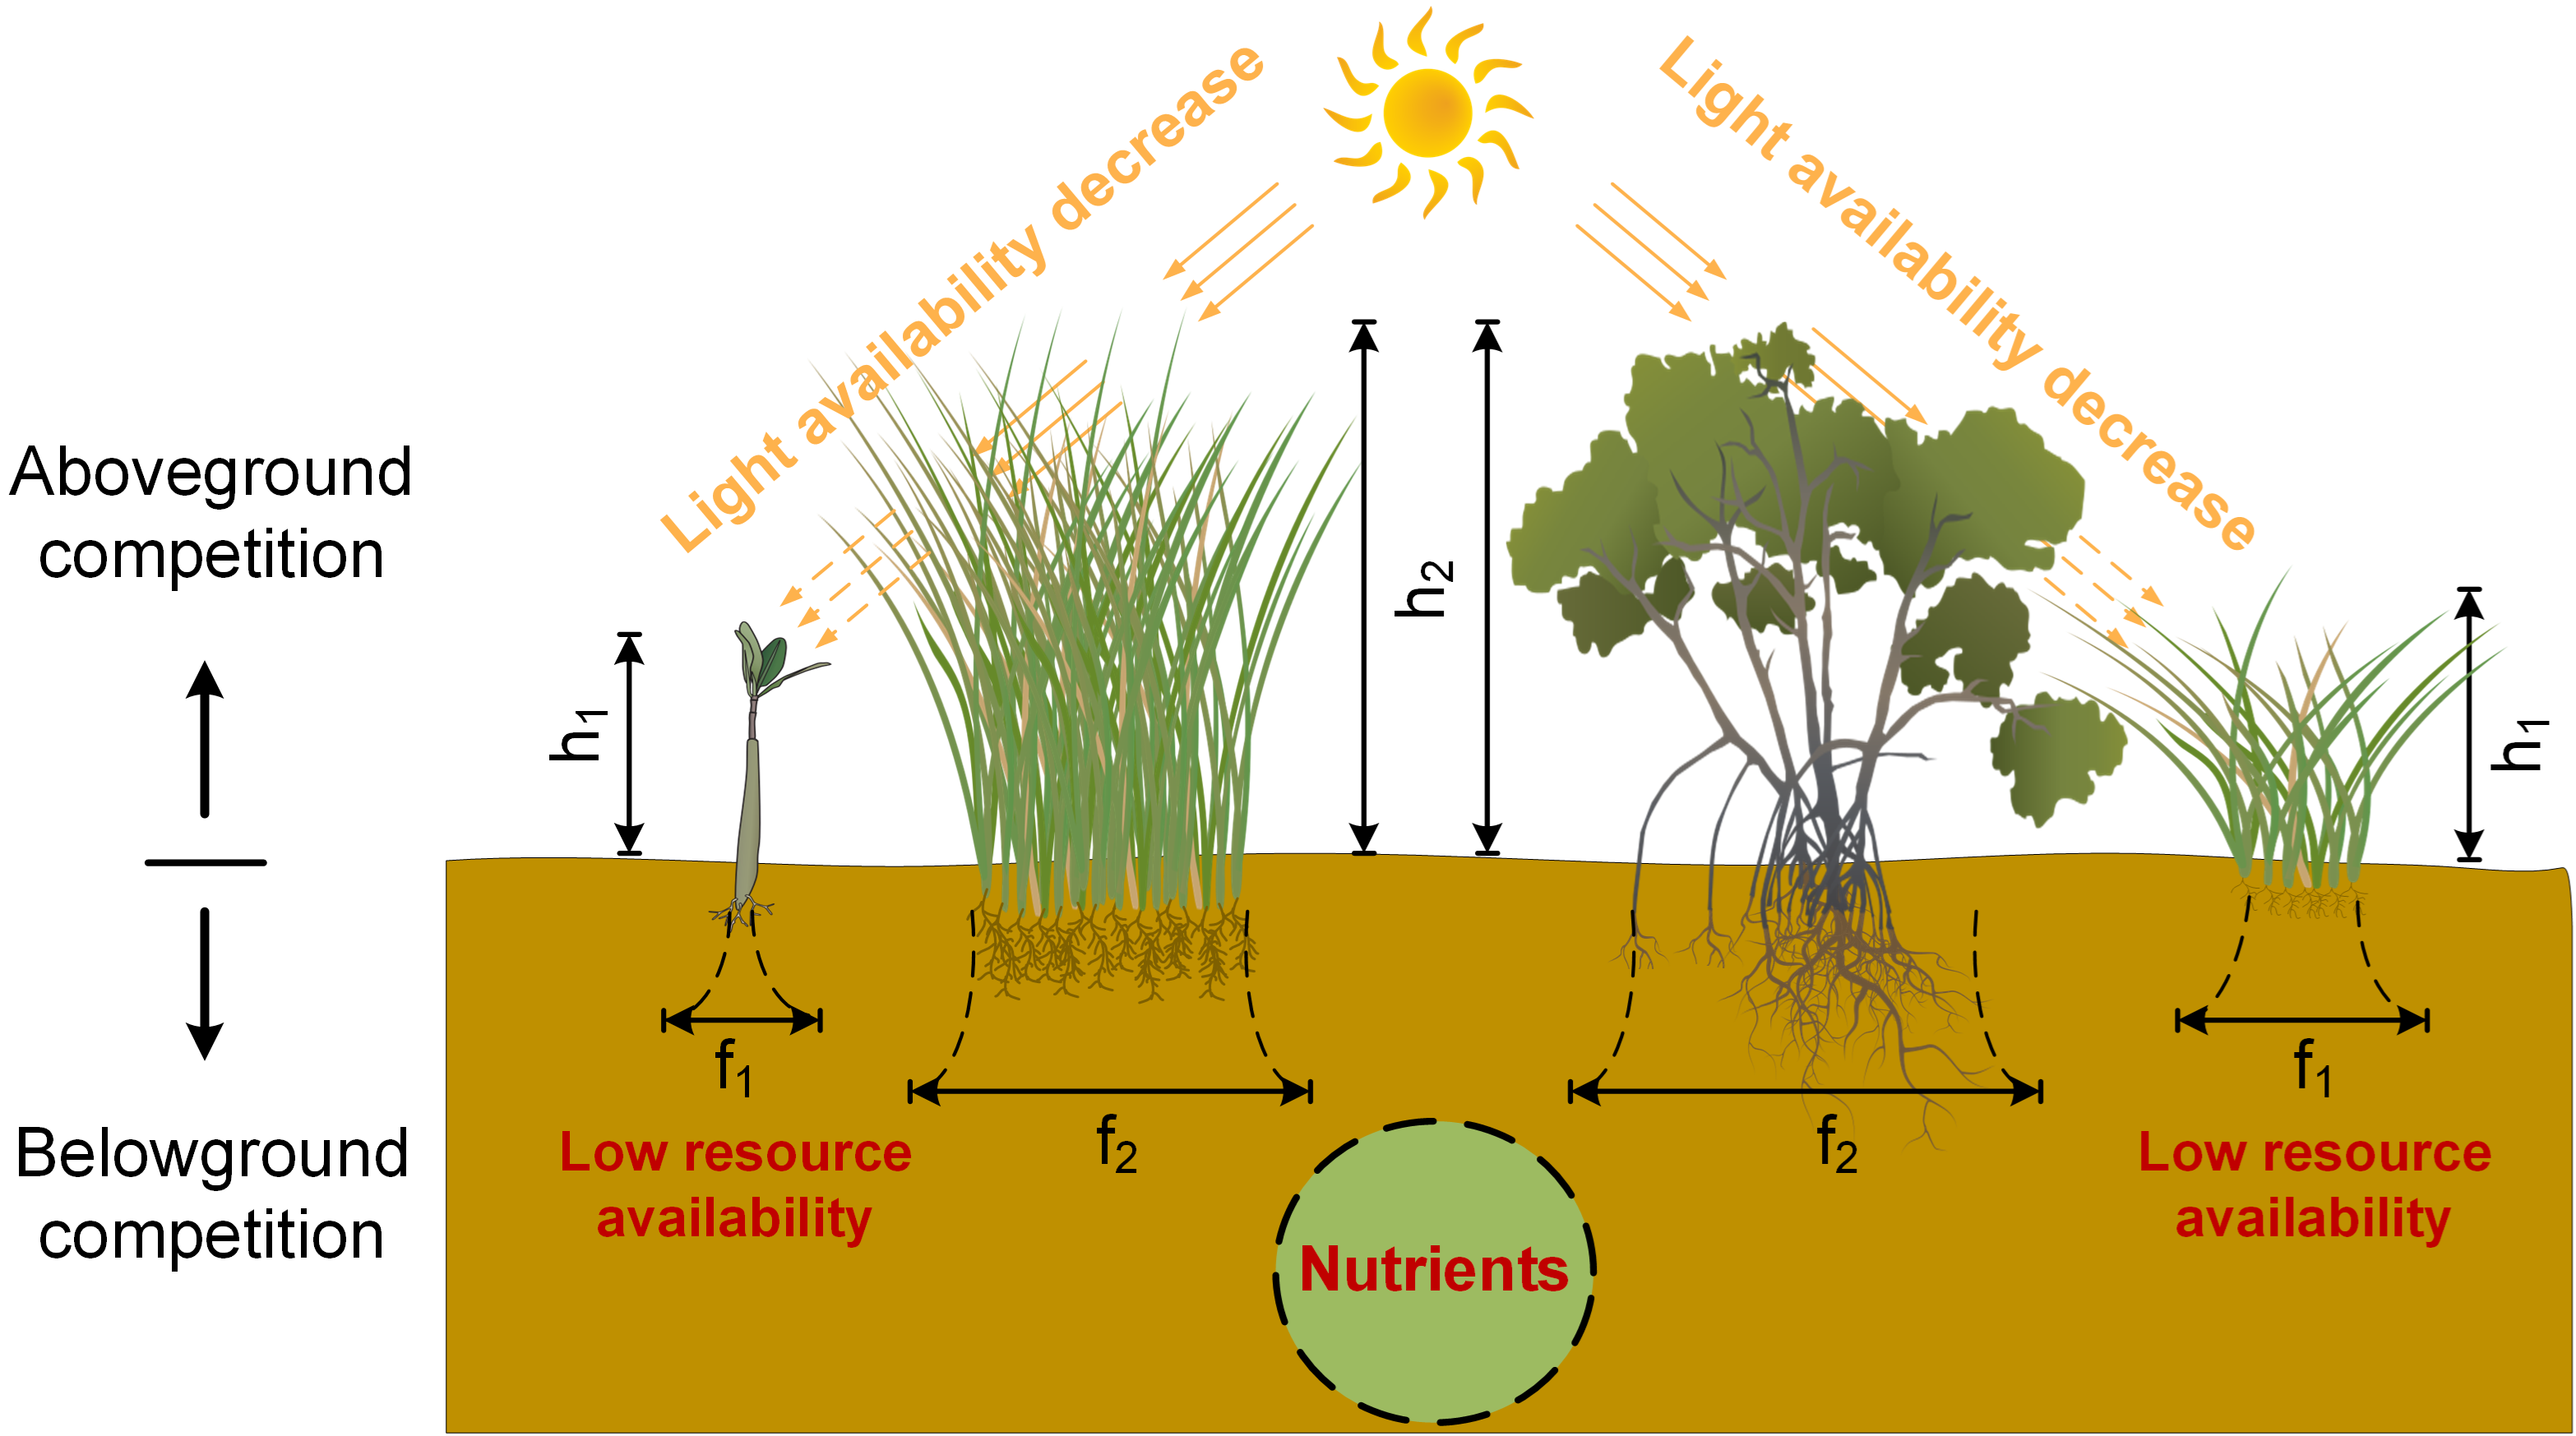 Light availability decrease
Light availability decrease
Aboveground
competition
h2
h1
h1
f1
f1
f2
f2
Belowground
competition
Low resource
availability
Low resource
availability
Nutrients